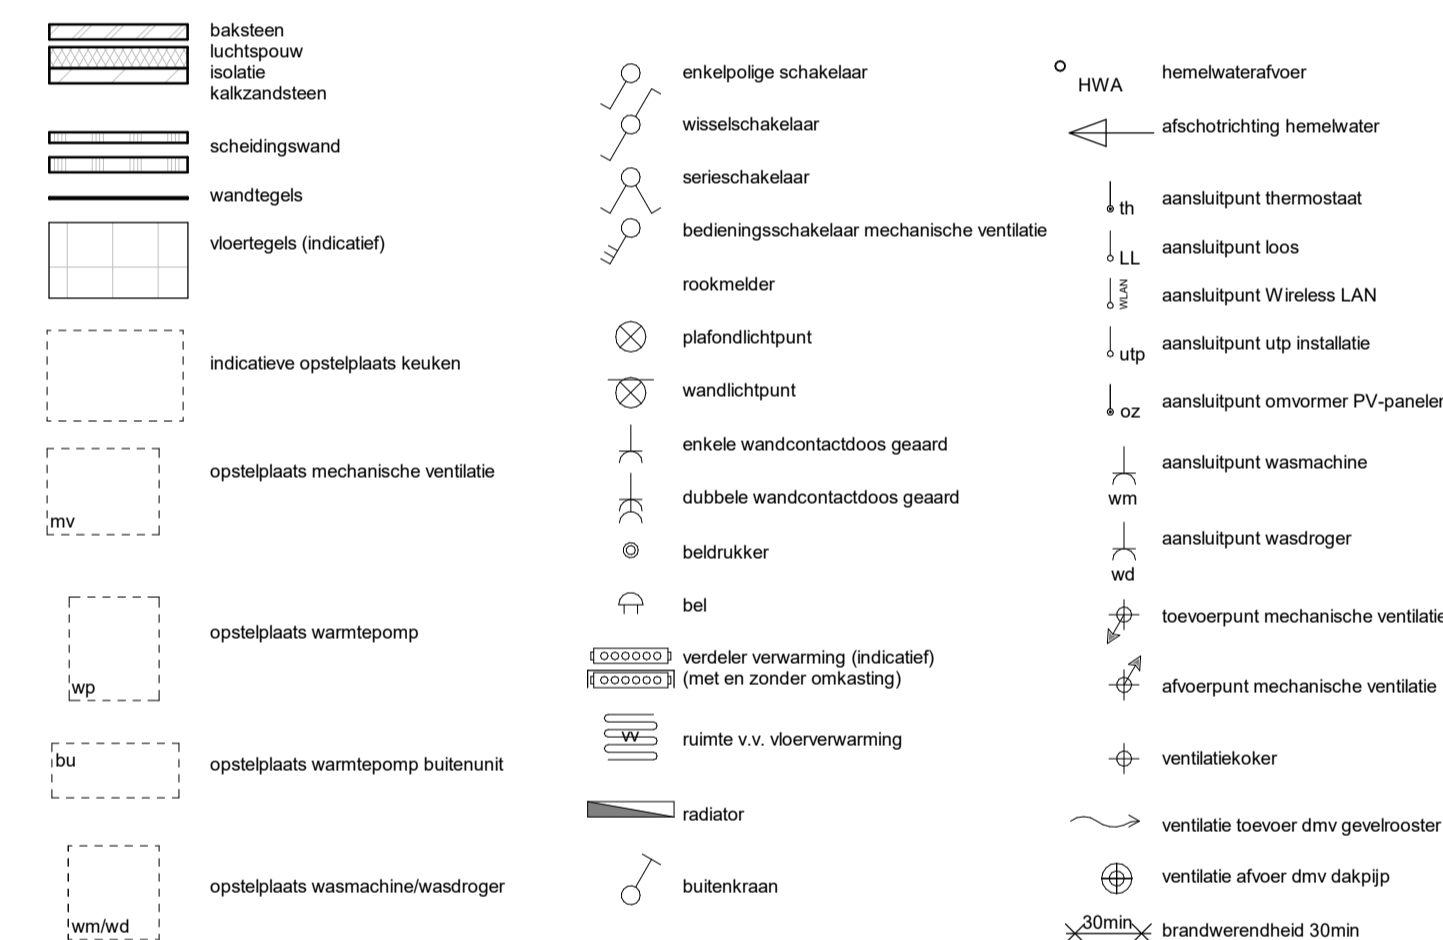 baksteen
luchtspouw
isolatie
kalkzandsteen
scheidingswand
wandtegels
vloertegels (indicatief)
indicatieve opstelplaats keuken
opstelplaats mechanische ventilatie
mv
opstelplaats warmtepomp
wp
bu
opstelplaats warmtepomp buitenunit
opstelplaats wasmachine/wasdroger
wm/wd
enkelpolige schakelaar
wisselschakelaar
serieschakelaar
bedieningsschakelaar mechanische ventilatie
rookmelder
plafondlichtpunt
wandlichtpunt
enkele wandcontactdoos geaard
dubbele wandcontactdoos geaard
beldrukker
bel
verdeler verwarming (indicatief)
(met en zonder omkasting)
vv
ruimte v.v. vloerverwarming
radiator
buitenkraan
hemelwaterafvoer
HWA
afschotrichting hemelwater
th aansluitpunt thermostaat
LL aansluitpunt loos
WLAN aansluitpunt Wireless LAN
utp aansluitpunt utp installatie
oz aansluitpunt omvormer PV-panelen
aansluitpunt wasmachine
wm
aansluitpunt wasdroger
wd
toevoerpunt mechanische ventilatie
afvoerpunt mechanische ventilatie
ventilatiekoker
ventilatie toevoer dmv gevelrooster
ventilatie afvoer dmv dakpijp
30min brandwerendheid 30min